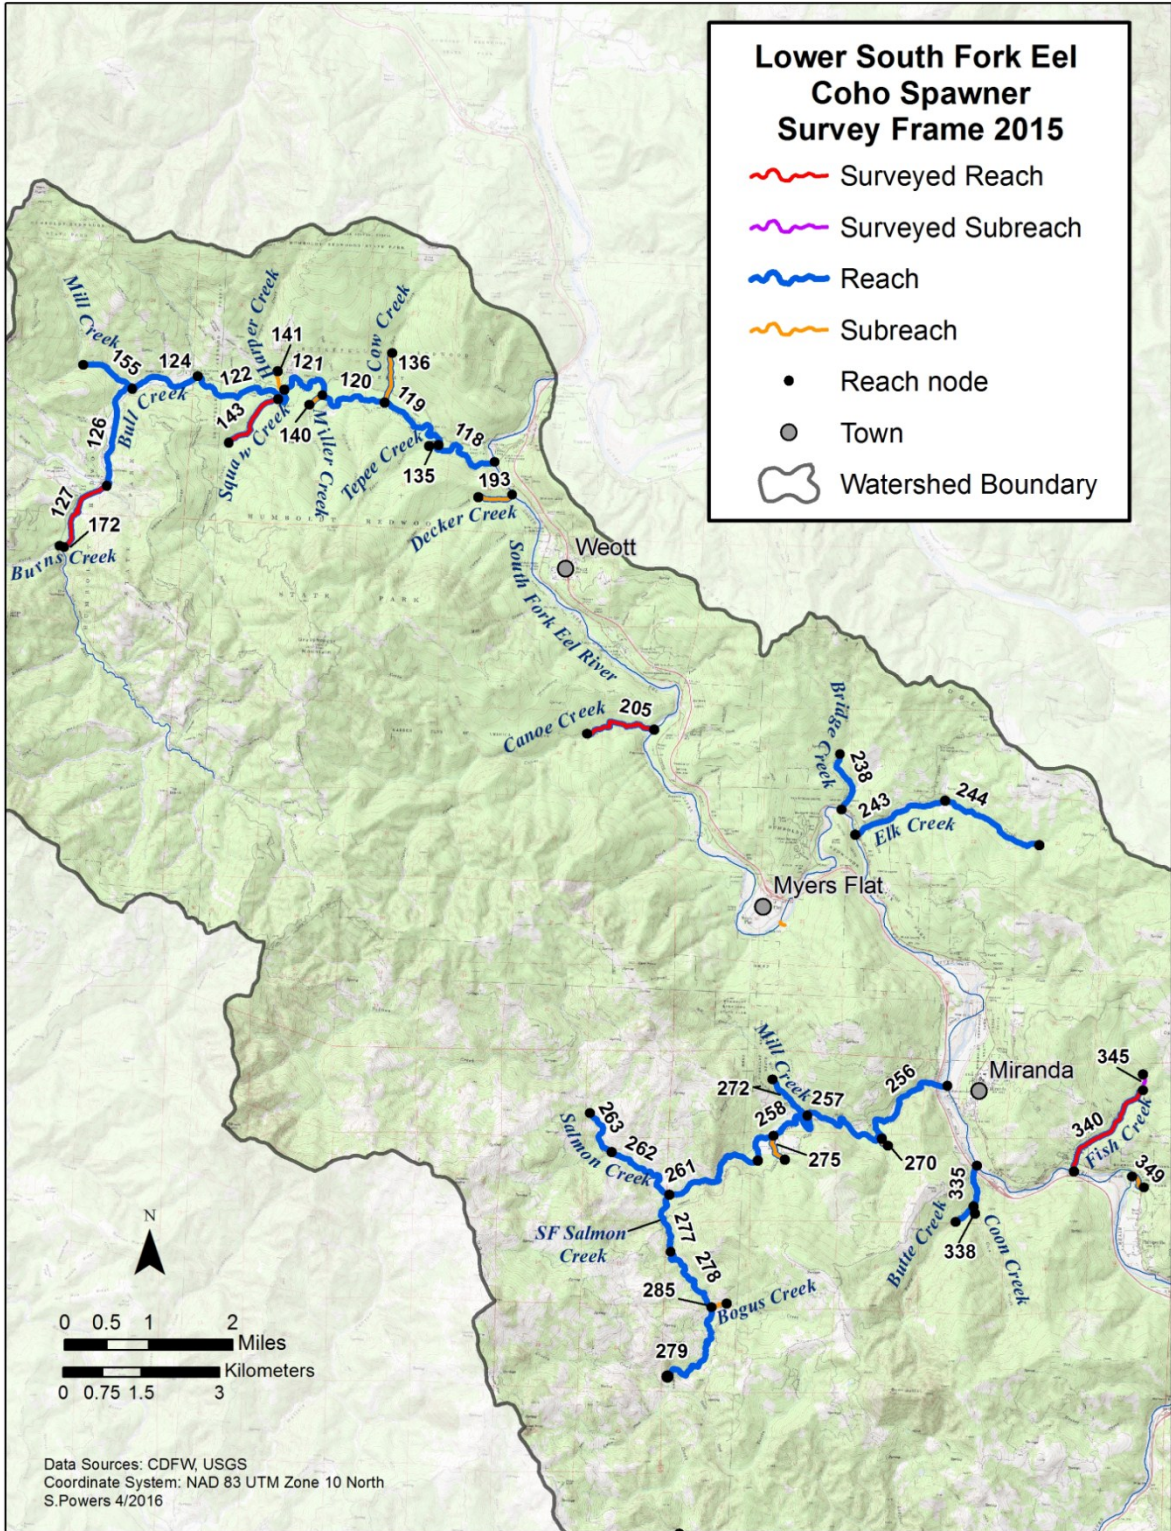 Lower South Fork Eel
Coho Spawner
Survey Frame 2015
Surveyed Reach
Surveyed Subreach
Reach
Subreach
Reach node
Town
Watershed Boundary
Mill Creek
155
124
122
Harper Creek
141
121
Cow Creek
136
120
119
118
143
Squaw Creek
140
Miller Creek
Tepee Creek
135
Bull Creek
126
127
172
Burns Creek
193
Decker Creek
HUMBOLDT REDWOODS
STATE PARK
Weott
South Fork Eel River
205
Canoe Creek
Bridge Creek
238
243
244
Elk Creek
Myers Flat
Miranda
Mill Creek
272
257
256
258
275
270
263
262
Salmon Creek
261
277
SF Salmon
Creek
278
285
Bogus Creek
279
335
Butte Creek
338
Coon Creek
345
340
Fish Creek
349
N
0 0.5 1 2
Miles
Kilometers
0 0.75 1.5 3
Data Sources: CDFW, USGS
Coordinate System: NAD 83 UTM Zone 10 North
S.Powers 4/2016